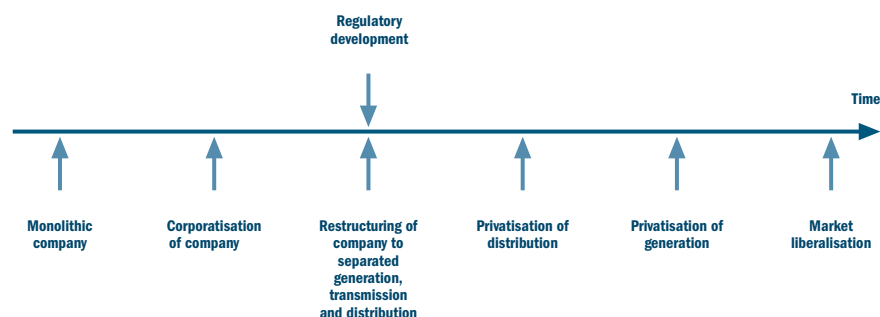 Regulatory
development
Time
Monolithic
company
Corporatisation
of company
Restructuring of
company to
separated
generation,
transmission
and distribution
Privatisation of
distribution
Privatisation of
generation
Market
liberalisation